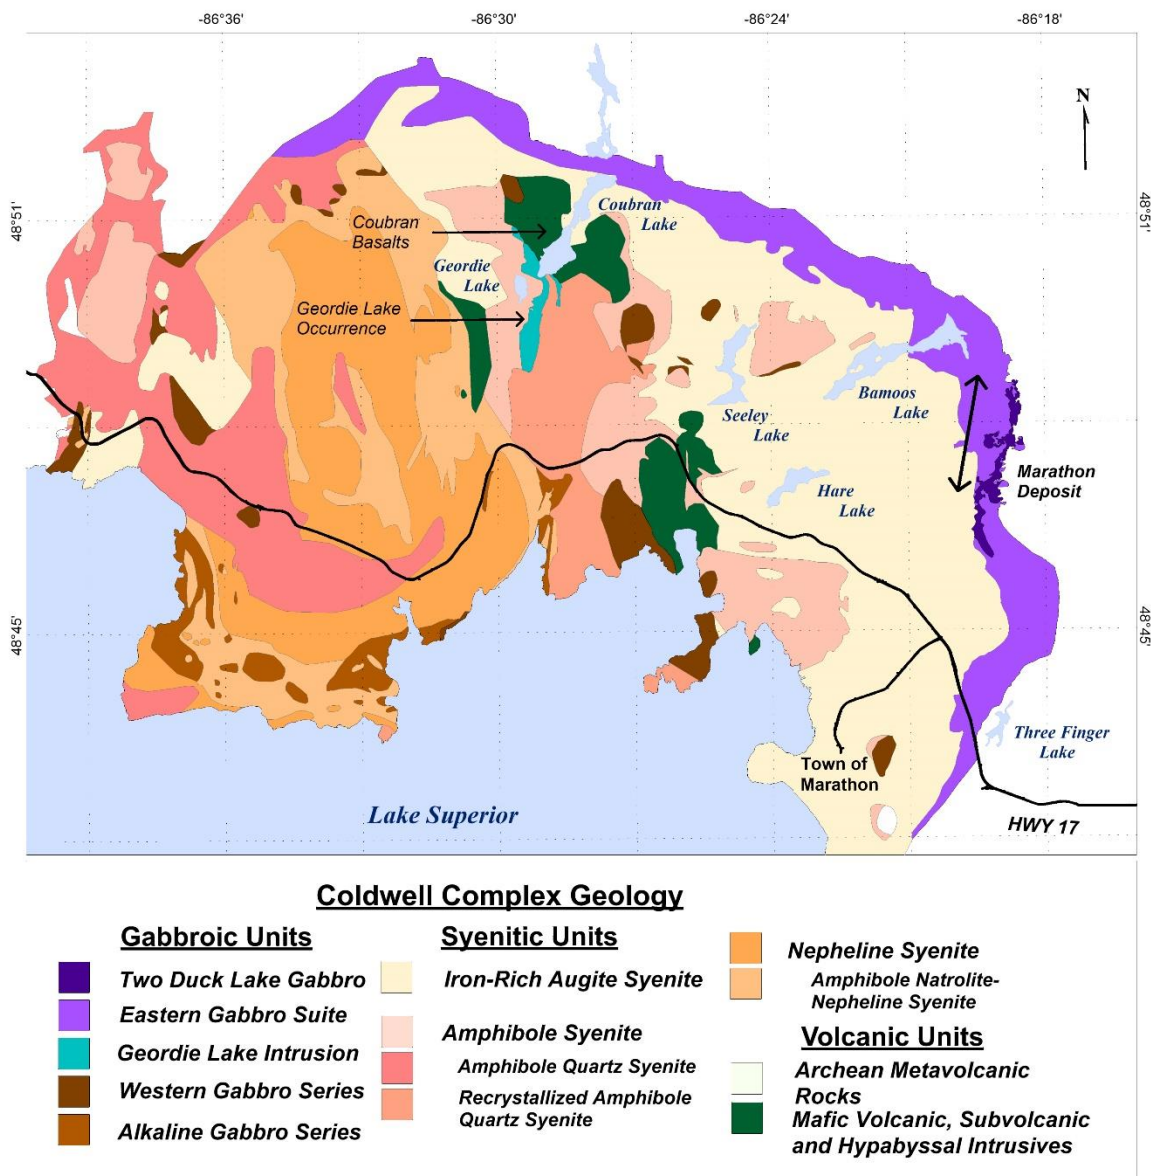 -86°36'
-86°30'
-86°24'
-86°18'
N
48°51'
48°51'
Coubran
Lake
Coubran
Basalts
Geordie
Lake
Geordie Lake
Occurrence
Bamoos
Lake
Seeley
Lake
Marathon
Deposit
Hare
Lake
48°45'
48°45'
Three Finger
Lake
Town of
Marathon
Lake Superior
HWY 17
Coldwell Complex Geology
Gabbroic Units
Two Duck Lake Gabbro
Eastern Gabbro Suite
Geordie Lake Intrusion
Western Gabbro Series
Alkaline Gabbro Series
Syenitic Units
Iron-Rich Augite Syenite
Amphibole Syenite
Amphibole Quartz Syenite
Recrystallized Amphibole
Quartz Syenite
Nepheline Syenite
Amphibole Natrolite-
Nepheline Syenite
Volcanic Units
Archean Metavolcanic
Rocks
Mafic Volcanic, Subvolcanic
and Hypabyssal Intrusives